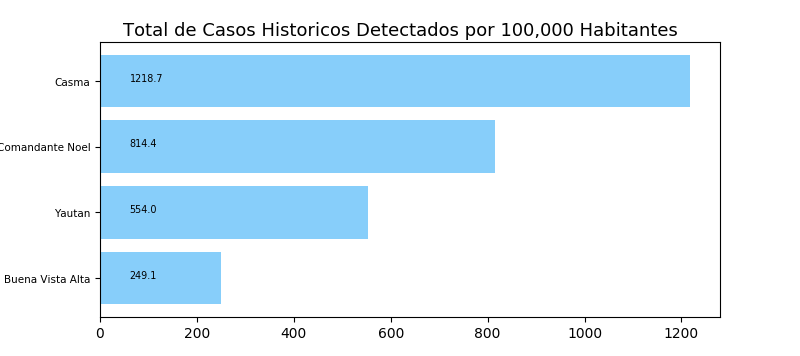 Total de Casos Historicos Detectados por 100,000 Habitantes
Casma 1218.7
Comandante Noel 814.4
Yautan 554.0
Buena Vista Alta 249.1
0 200 400 600 800 1000 1200